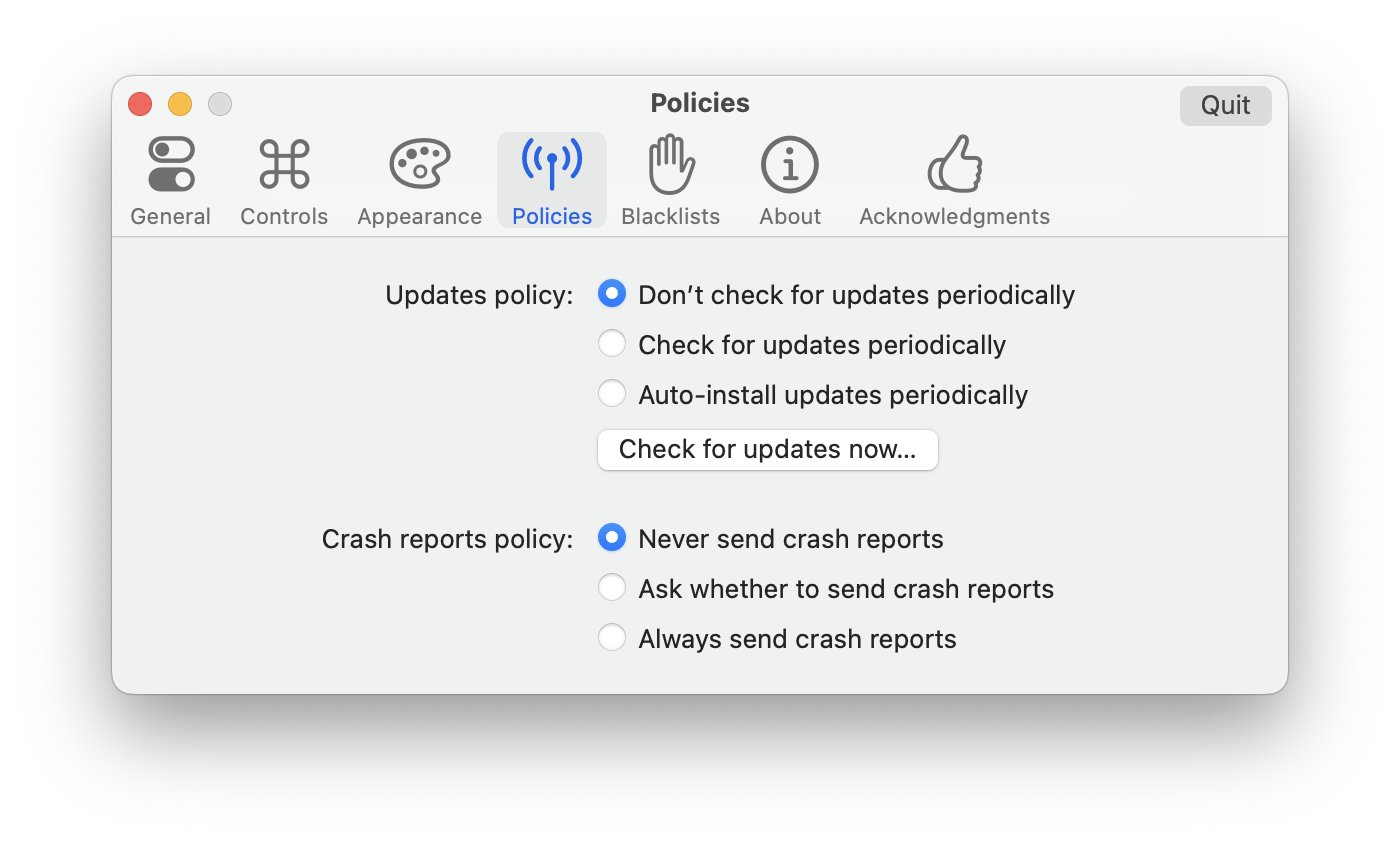 Policies
Quit
General Controls Appearance Policies Blacklists About Acknowledgments
Updates policy: Don’t check for updates periodically
Check for updates periodically
Auto-install updates periodically
Check for updates now...
Crash reports policy: Never send crash reports
Ask whether to send crash reports
Always send crash reports